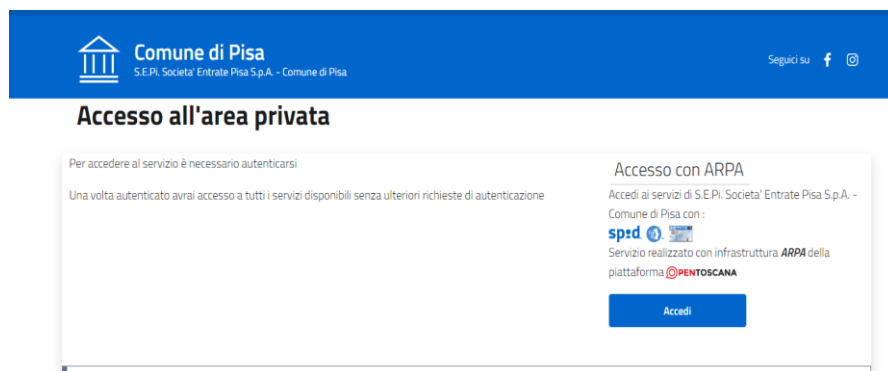 Comune di Pisa
S.E.Pi. Societa' Entrate Pisa S.p.A. - Comune di Pisa
Seguici su
Accesso all'area privata
Per accedere al servizio è necessario autenticarsi
Una volta autenticato avrai accesso a tutti i servizi disponibili senza ulteriori richieste di autenticazione
Accesso con ARPA
Accedi ai servizi di S.E.Pi. Societa' Entrate Pisa S.p.A. -
Comune di Pisa con :
sp:d
Servizio realizzato con infrastruttura ARPA della
piattaforma OPENTOSCANA
Accedi